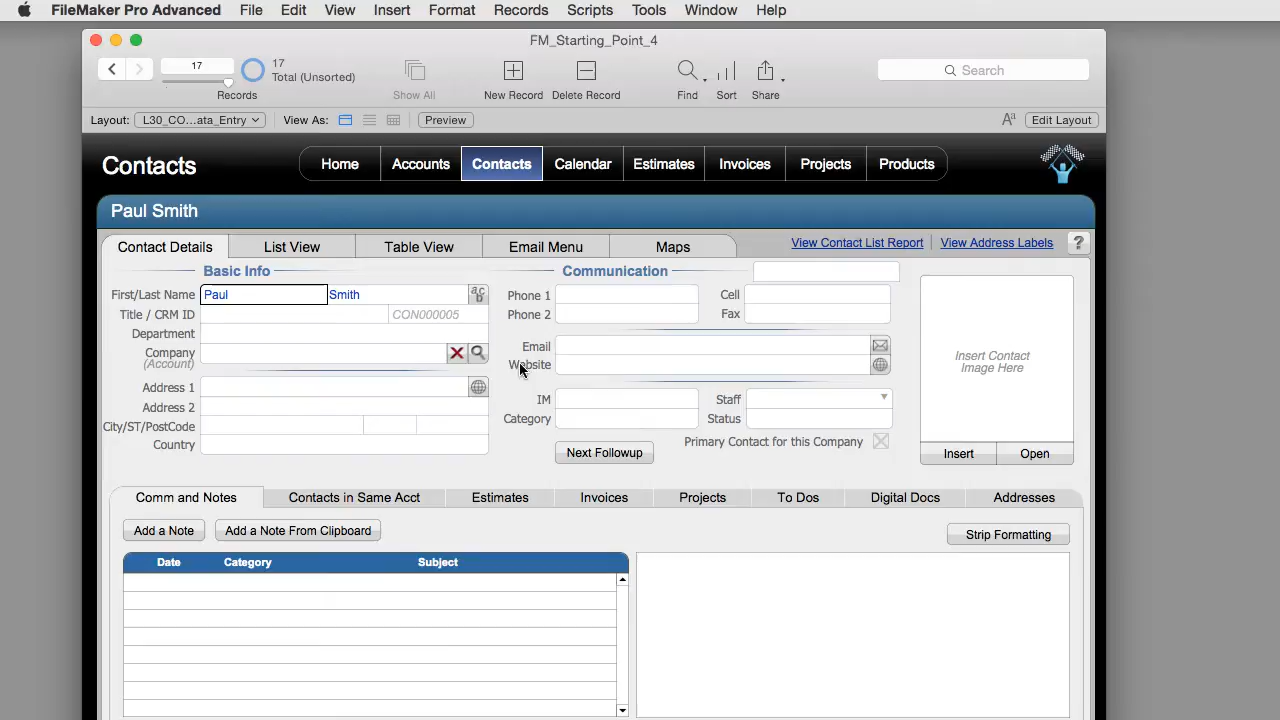 FileMaker Pro Advanced File Edit View Insert Format Records Scripts Tools Window Help
FM_Starting_Point_4
17
17
Total (Unsorted)
Search
Records
Show All
New Record
Delete Record
Find
Sort
Share
Layout: L30_CO...ata_Entry View As: Preview Aa Edit Layout
Contacts
Home Accounts Contacts Calendar Estimates Invoices Projects Products
Paul Smith
Contact Details List View Table View Email Menu Maps
View Contact List Report View Address Labels ?
Basic Info
Communication
First/Last Name Paul Smith
Title / CRM ID CON000005
Department
Company
(Account)
Address 1
Address 2
City/ST/PostCode
Country
Phone 1 Cell
Phone 2 Fax
Email
Website
IM Staff
Category Status
Primary Contact for this Company
Next Followup
Insert Contact
Image Here
Insert Open
Comm and Notes Contacts in Same Acct Estimates Invoices Projects To Dos Digital Docs Addresses
Add a Note Add a Note From Clipboard Strip Formatting
Date Category Subject